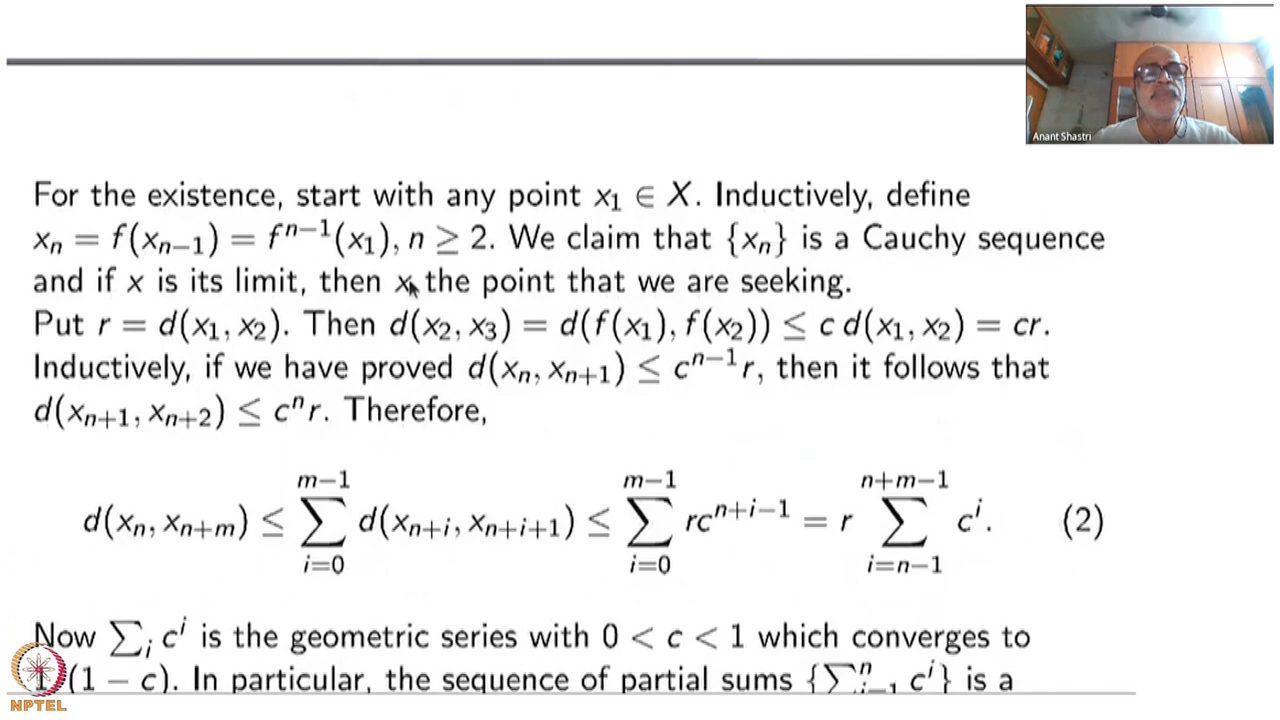 Anant Shastri
For the existence, start with any point x₁ ∈ X. Inductively, define
xₙ = f(xₙ₋₁) = fⁿ⁻¹(x₁), n ≥ 2. We claim that {xₙ} is a Cauchy sequence
and if x is its limit, then x the point that we are seeking.
Put r = d(x₁, x₂). Then d(x₂, x₃) = d(f(x₁), f(x₂)) ≤ c d(x₁, x₂) = cr.
Inductively, if we have proved d(xₙ, xₙ₊₁) ≤ cⁿ⁻¹r, then it follows that
d(xₙ₊₁, xₙ₊₂) ≤ cⁿr. Therefore,
d(xₙ, xₙ₊ₘ) ≤ ∑_{i=0}^{m−1} d(xₙ₊ᵢ, xₙ₊ᵢ₊₁) ≤ ∑_{i=0}^{m−1} rcⁿ⁺ⁱ⁻¹ = r ∑_{i=n−1}^{n+m−1} cⁱ. (2)
Now ∑ᵢ cⁱ is the geometric series with 0 < c < 1 which converges to
(1 − c). In particular, the sequence of partial sums {∑ⁿ cⁱ} is a
NPTEL